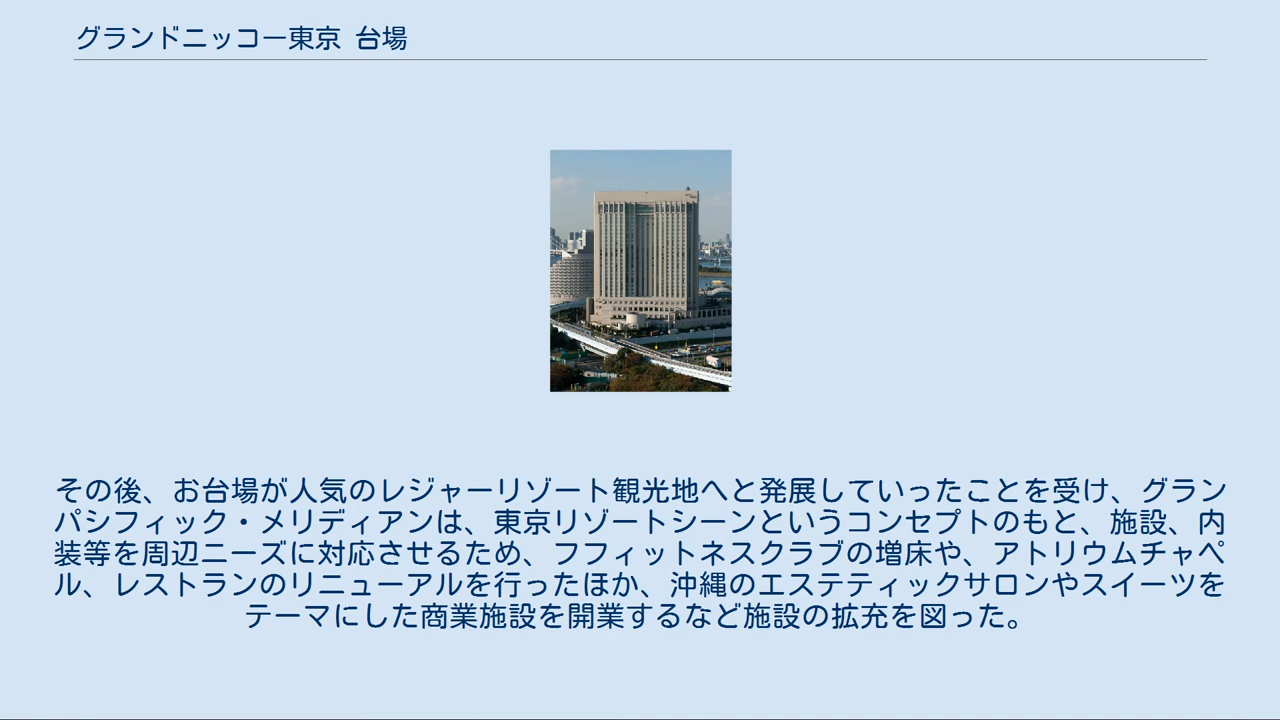 グランドニッコー東京 台場
その後、お台場が人気のレジャーリゾート観光地へと発展していったことを受け、グラン
パシフィック・メリディアンは、東京リゾートシーンというコンセプトのもと、施設、内
装等を周辺ニーズに対応させるため、フフィットネスクラブの増床や、アトリウムチャペ
ル、レストランのリニューアルを行ったほか、沖縄のエステティックサロンやスイーツを
テーマにした商業施設を開業するなど施設の拡充を図った。